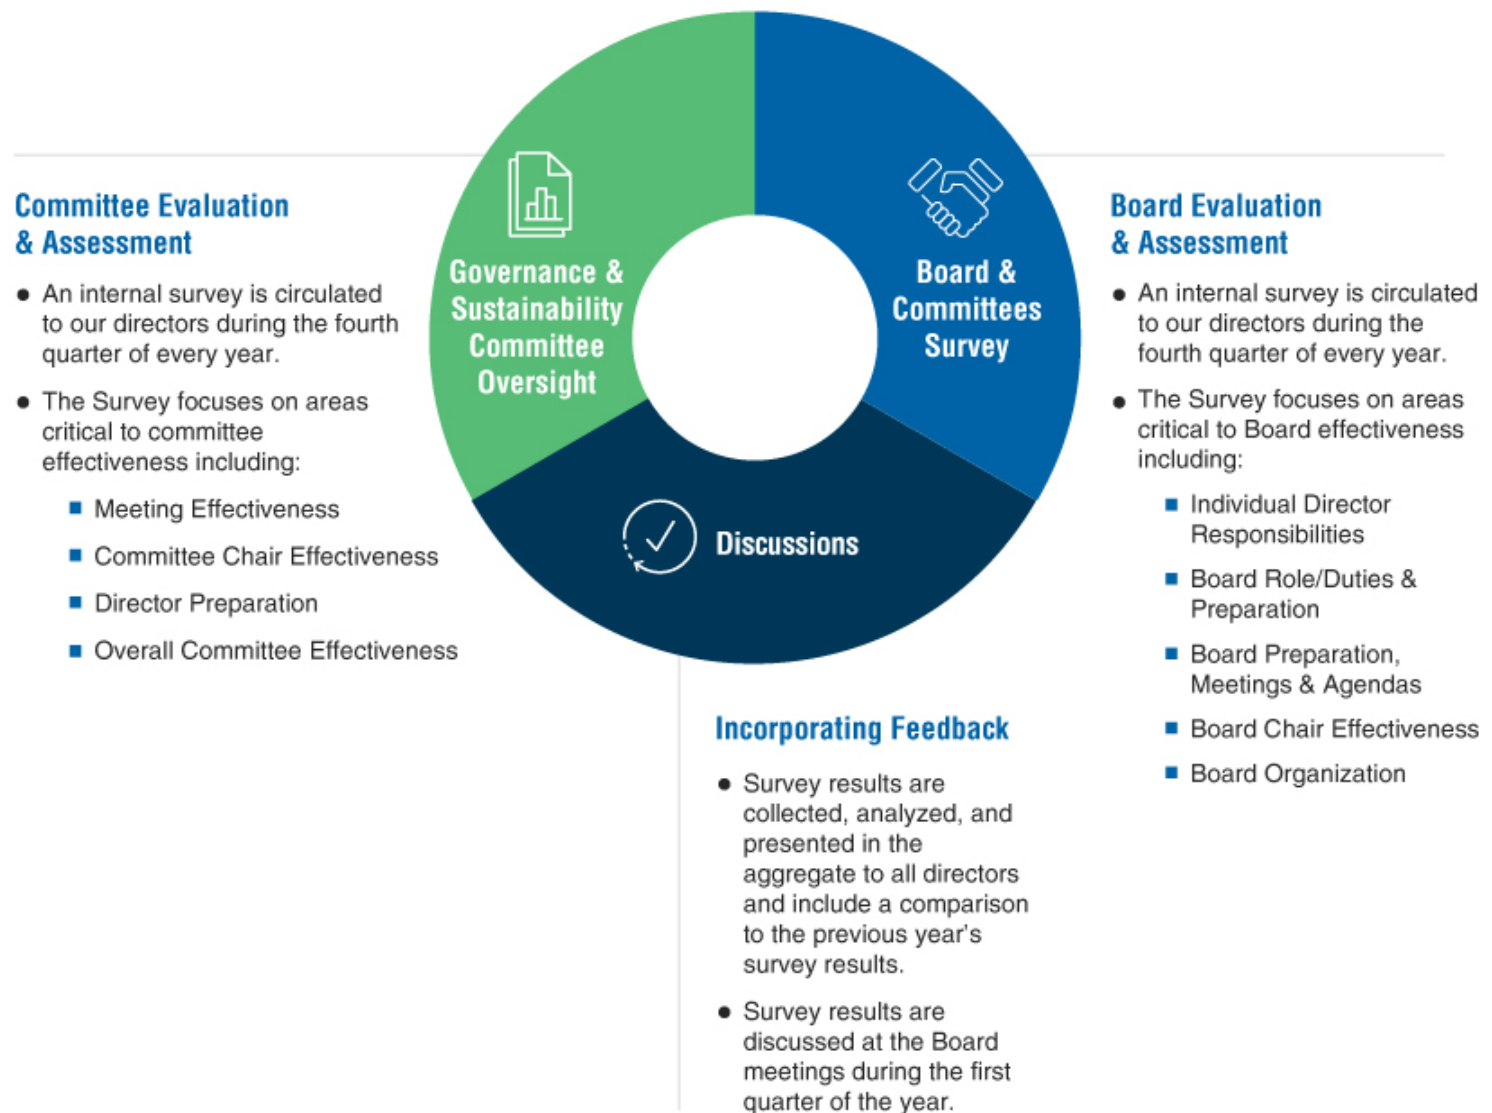 Governance &
Sustainability
Committee
Oversight
Board &
Committees
Survey
Discussions
Committee Evaluation
& Assessment
● An internal survey is circulated
to our directors during the fourth
quarter of every year.
● The Survey focuses on areas
critical to committee
effectiveness including:
■ Meeting Effectiveness
■ Committee Chair Effectiveness
■ Director Preparation
■ Overall Committee Effectiveness
Board Evaluation
& Assessment
● An internal survey is circulated
to our directors during the
fourth quarter of every year.
● The Survey focuses on areas
critical to Board effectiveness
including:
■ Individual Director
Responsibilities
■ Board Role/Duties &
Preparation
■ Board Preparation,
Meetings & Agendas
■ Board Chair Effectiveness
■ Board Organization
Incorporating Feedback
● Survey results are
collected, analyzed, and
presented in the
aggregate to all directors
and include a comparison
to the previous year's
survey results.
● Survey results are
discussed at the Board
meetings during the first
quarter of the year.